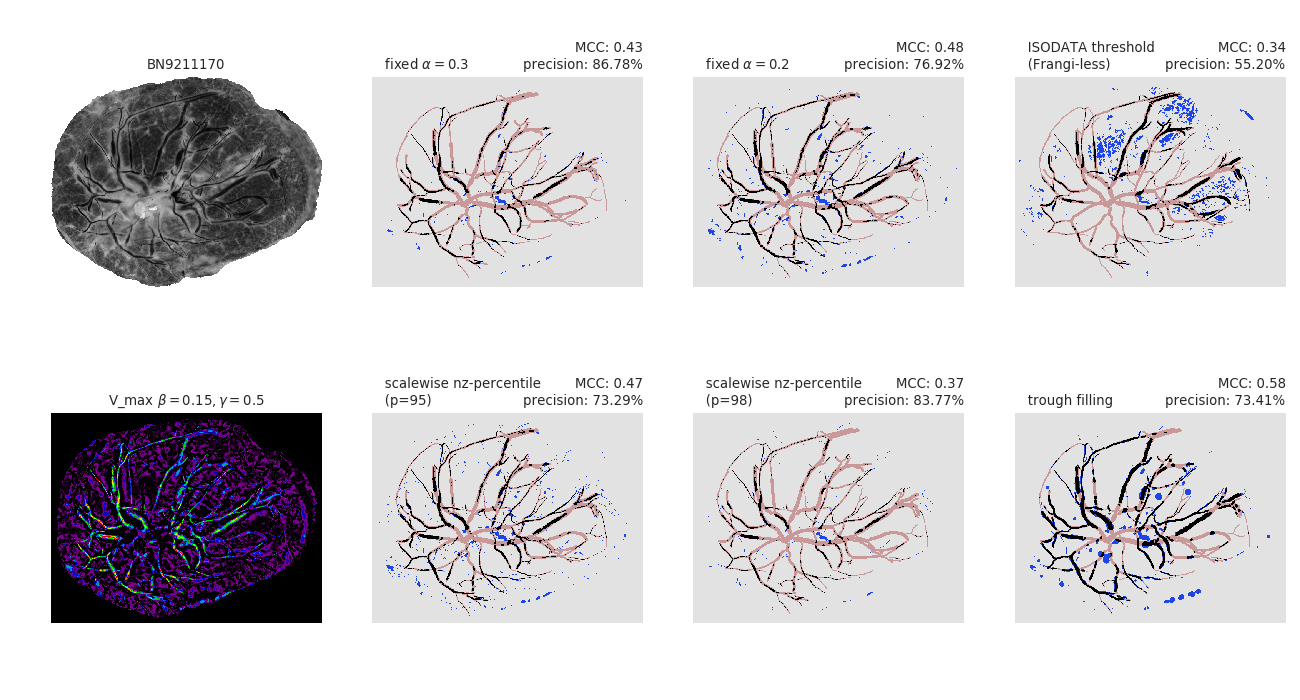 BN9211170
fixed α = 0.3
MCC: 0.43
precision: 86.78%
fixed α = 0.2
MCC: 0.48
precision: 76.92%
ISODATA threshold
(Frangi-less)
MCC: 0.34
precision: 55.20%
V_max β = 0.15, γ = 0.5
scalewise nz-percentile
(p=95)
MCC: 0.47
precision: 73.29%
scalewise nz-percentile
(p=98)
MCC: 0.37
precision: 83.77%
trough filling
MCC: 0.58
precision: 73.41%